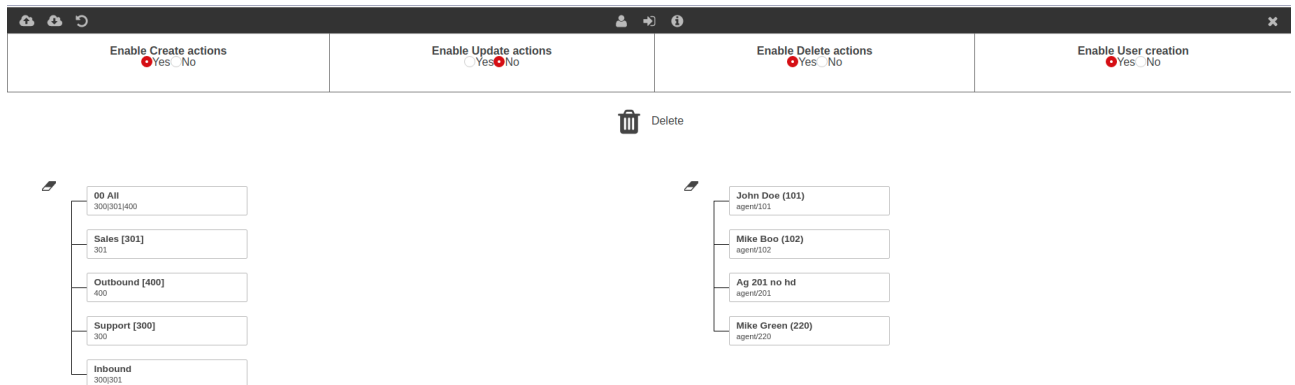 Enable Create actions
Yes No
Enable Update actions
Yes No
Enable Delete actions
Yes No
Enable User creation
Yes No
Delete
00 All
300|301|400
Sales [301]
301
Outbound [400]
400
Support [300]
300
Inbound
300|301
John Doe (101)
agent/101
Mike Boo (102)
agent/102
Ag 201 no hd
agent/201
Mike Green (220)
agent/220